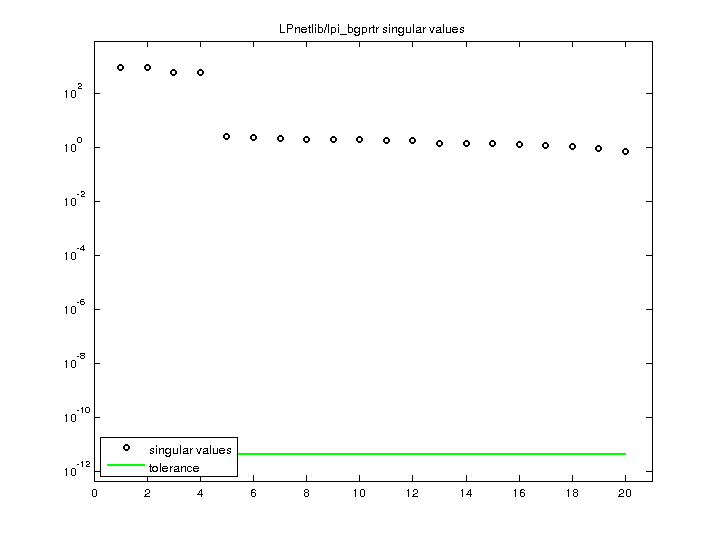 LPnetlib/lpi_bgprtr singular values
10^2
10^0
10^-2
10^-4
10^-6
10^-8
10^-10
10^-12
singular values
tolerance
0 2 4 6 8 10 12 14 16 18 20